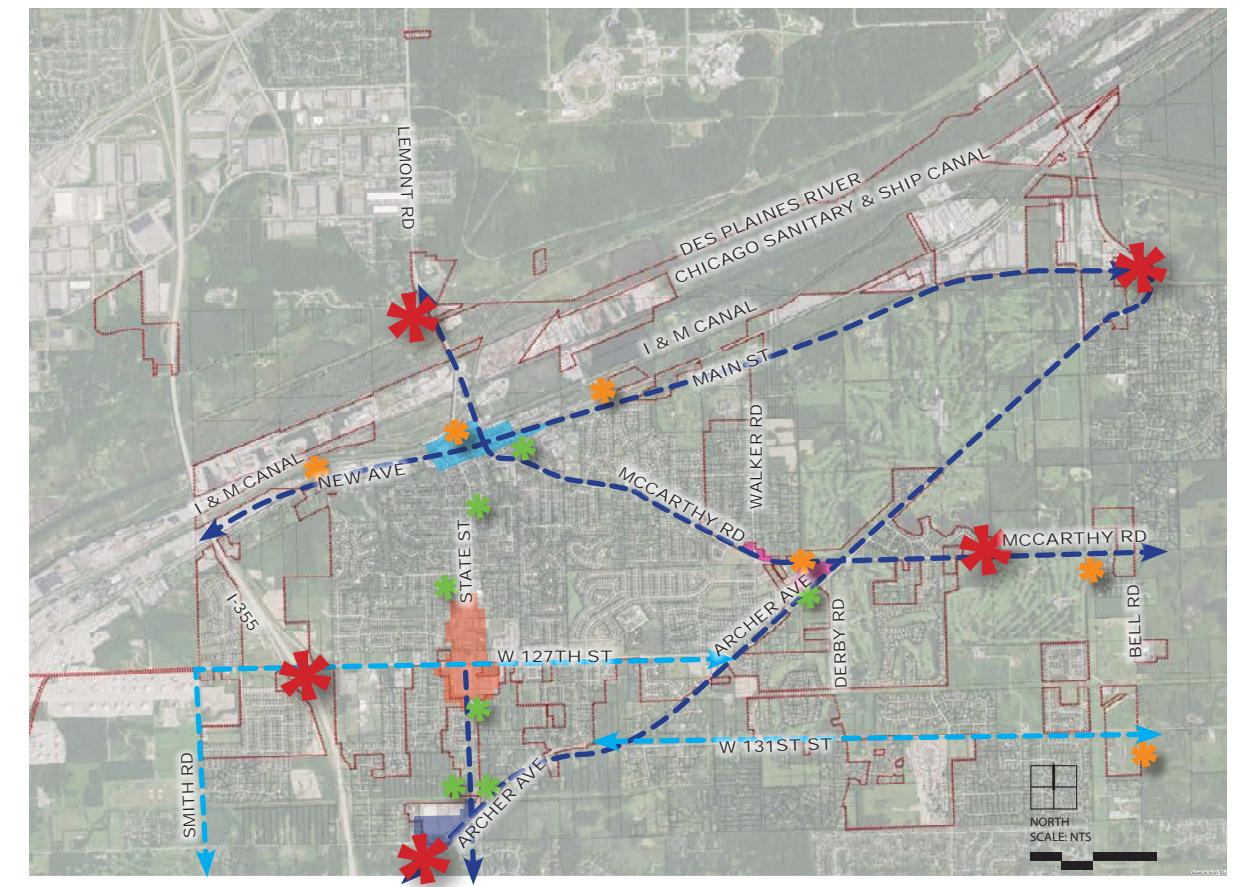 LEMONT RD
DES PLAINES RIVER
CHICAGO SANITARY & SHIP CANAL
I & M CANAL
MAIN ST
WALKER RD
I & M CANAL
NEW AVE
MCCARTHY RD
MCCARTHY RD
STATE ST
I-355
ARCHER AVE
DERBY RD
BELL RD
W 127TH ST
W 131ST ST
SMITH RD
ARCHER AVE
NORTH
SCALE: NTS